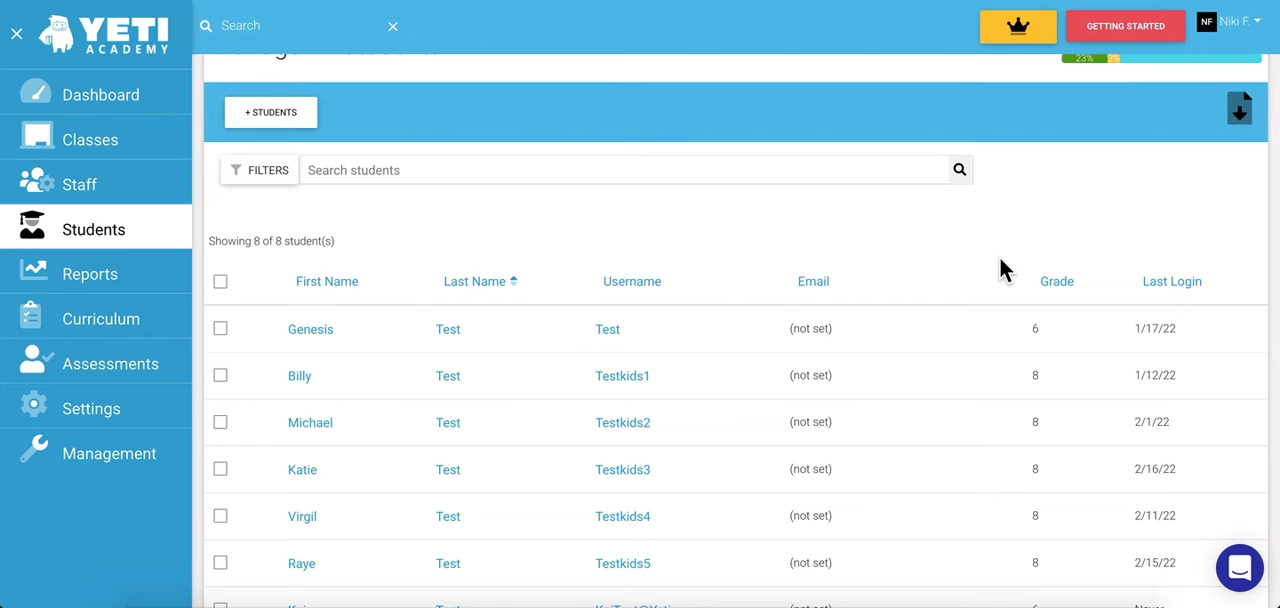 YETI
ACADEMY
Search
GETTING STARTED
NF Niki F.
23% 3%
+ STUDENTS
Dashboard
Classes
Staff
Students
Reports
Curriculum
Assessments
Settings
Management
FILTERS Search students
Showing 8 of 8 student(s)
First Name Last Name Username Email Grade Last Login
Genesis Test Test (not set) 6 1/17/22
Billy Test Testkids1 (not set) 8 1/12/22
Michael Test Testkids2 (not set) 8 2/1/22
Katie Test Testkids3 (not set) 8 2/16/22
Virgil Test Testkids4 (not set) 8 2/11/22
Raye Test Testkids5 (not set) 8 2/15/22